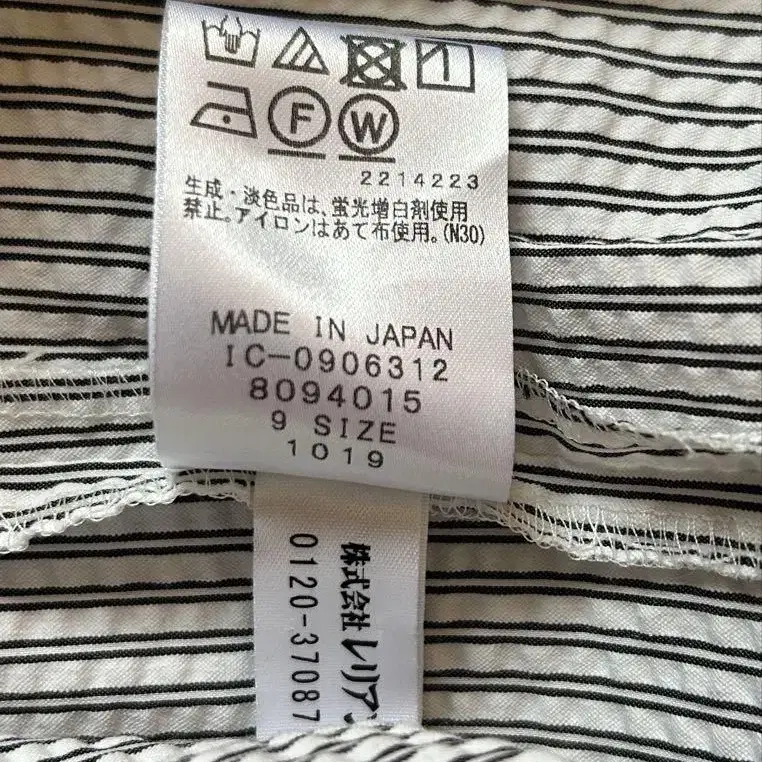 F W
2214223
生成・淡色品は、蛍光増白剤使用
禁止。アイロンはあて布使用。(N30)
MADE IN JAPAN
IC-0906312
8094015
9 SIZE
1019
株式会社レリア
0120-37087